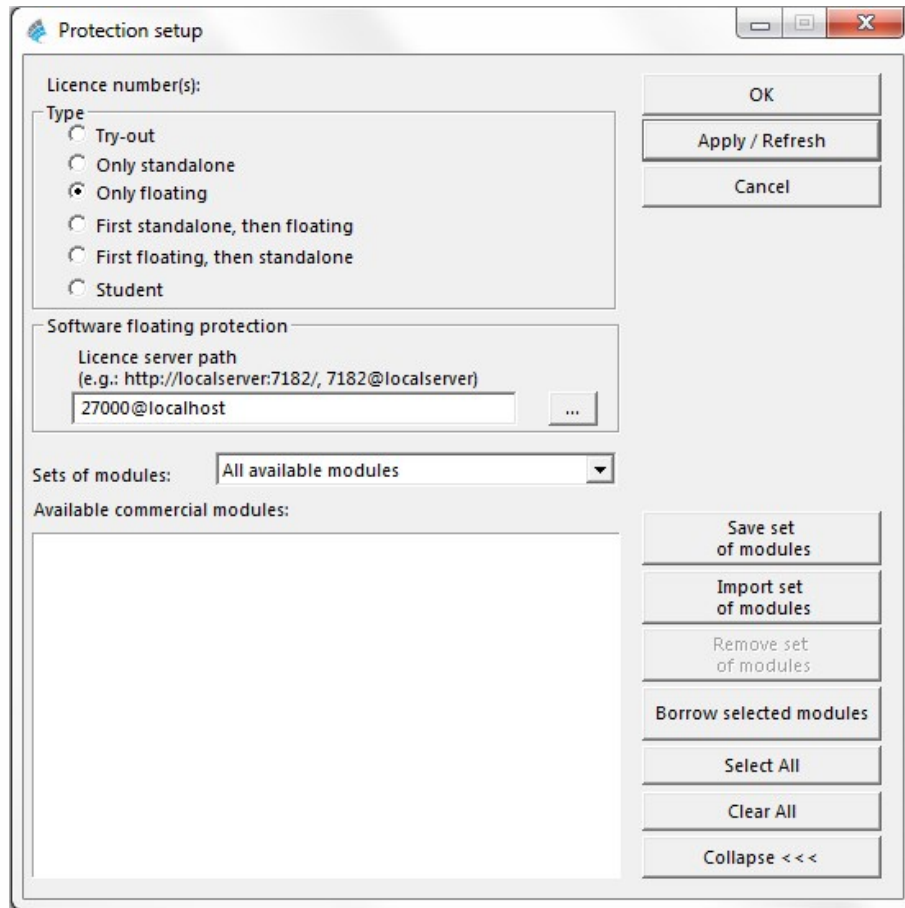 Protection setup
Licence number(s):
Type
Try-out
Only standalone
Only floating
First standalone, then floating
First floating, then standalone
Student
OK
Apply / Refresh
Cancel
Software floating protection
Licence server path
(e.g.: http://localserver:7182/, 7182@localserver)
27000@localhost
...
Sets of modules:
All available modules
Available commercial modules:
Save set
of modules
Import set
of modules
Remove set
of modules
Borrow selected modules
Select All
Clear All
Collapse < < <